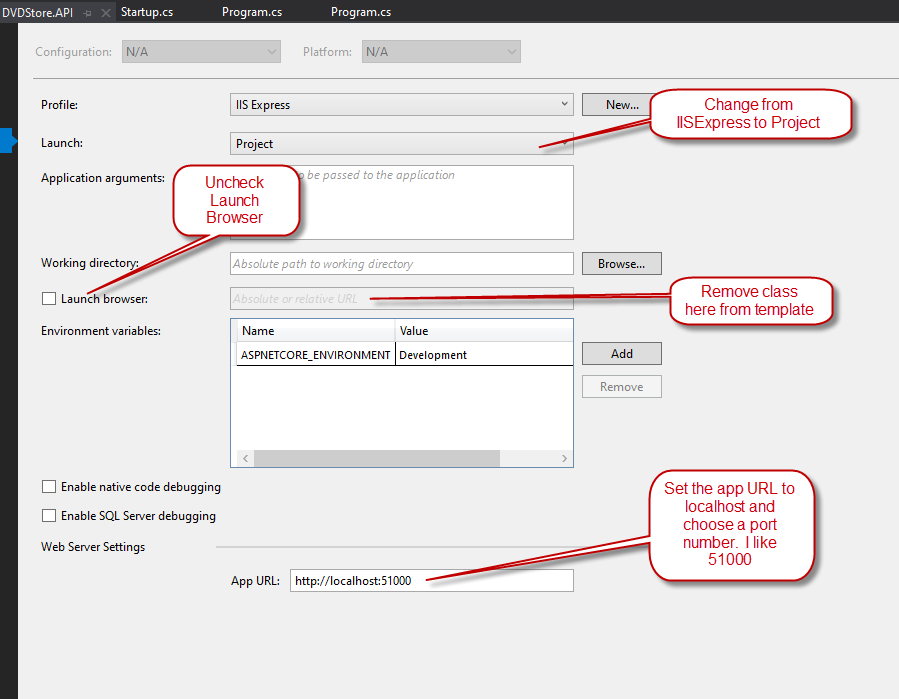 DVDStore.API Startup.cs Program.cs Program.cs
Configuration: N/A Platform: N/A
Profile: IIS Express New...
Change from
IISExpress to Project
Launch: Project
Application arguments: be passed to the application
Uncheck
Launch
Browser
Working directory: Absolute path to working directory Browse...
Launch browser: Absolute or relative URL
Remove class
here from template
Environment variables:
Name Value
ASPNETCORE_ENVIRONMENT Development
Add
Remove
Enable native code debugging
Enable SQL Server debugging
Set the app URL to
localhost and
choose a port
number. I like
51000
Web Server Settings
App URL: http://localhost:51000